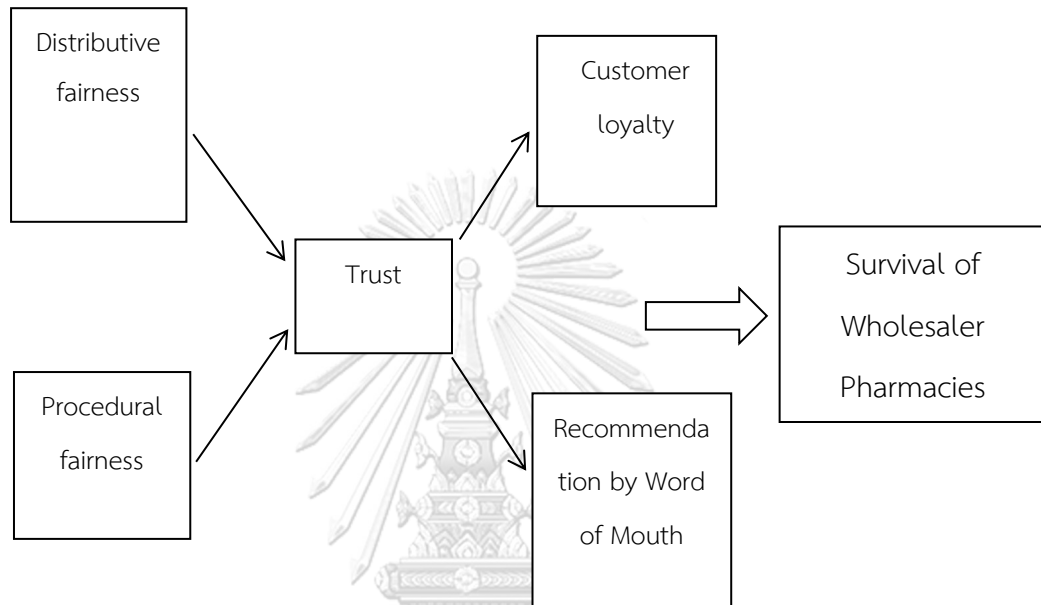 Distributive
fairness
Customer
loyalty
Trust
Survival of
Wholesaler
Pharmacies
Procedural
fairness
Recommenda
tion by Word
of Mouth